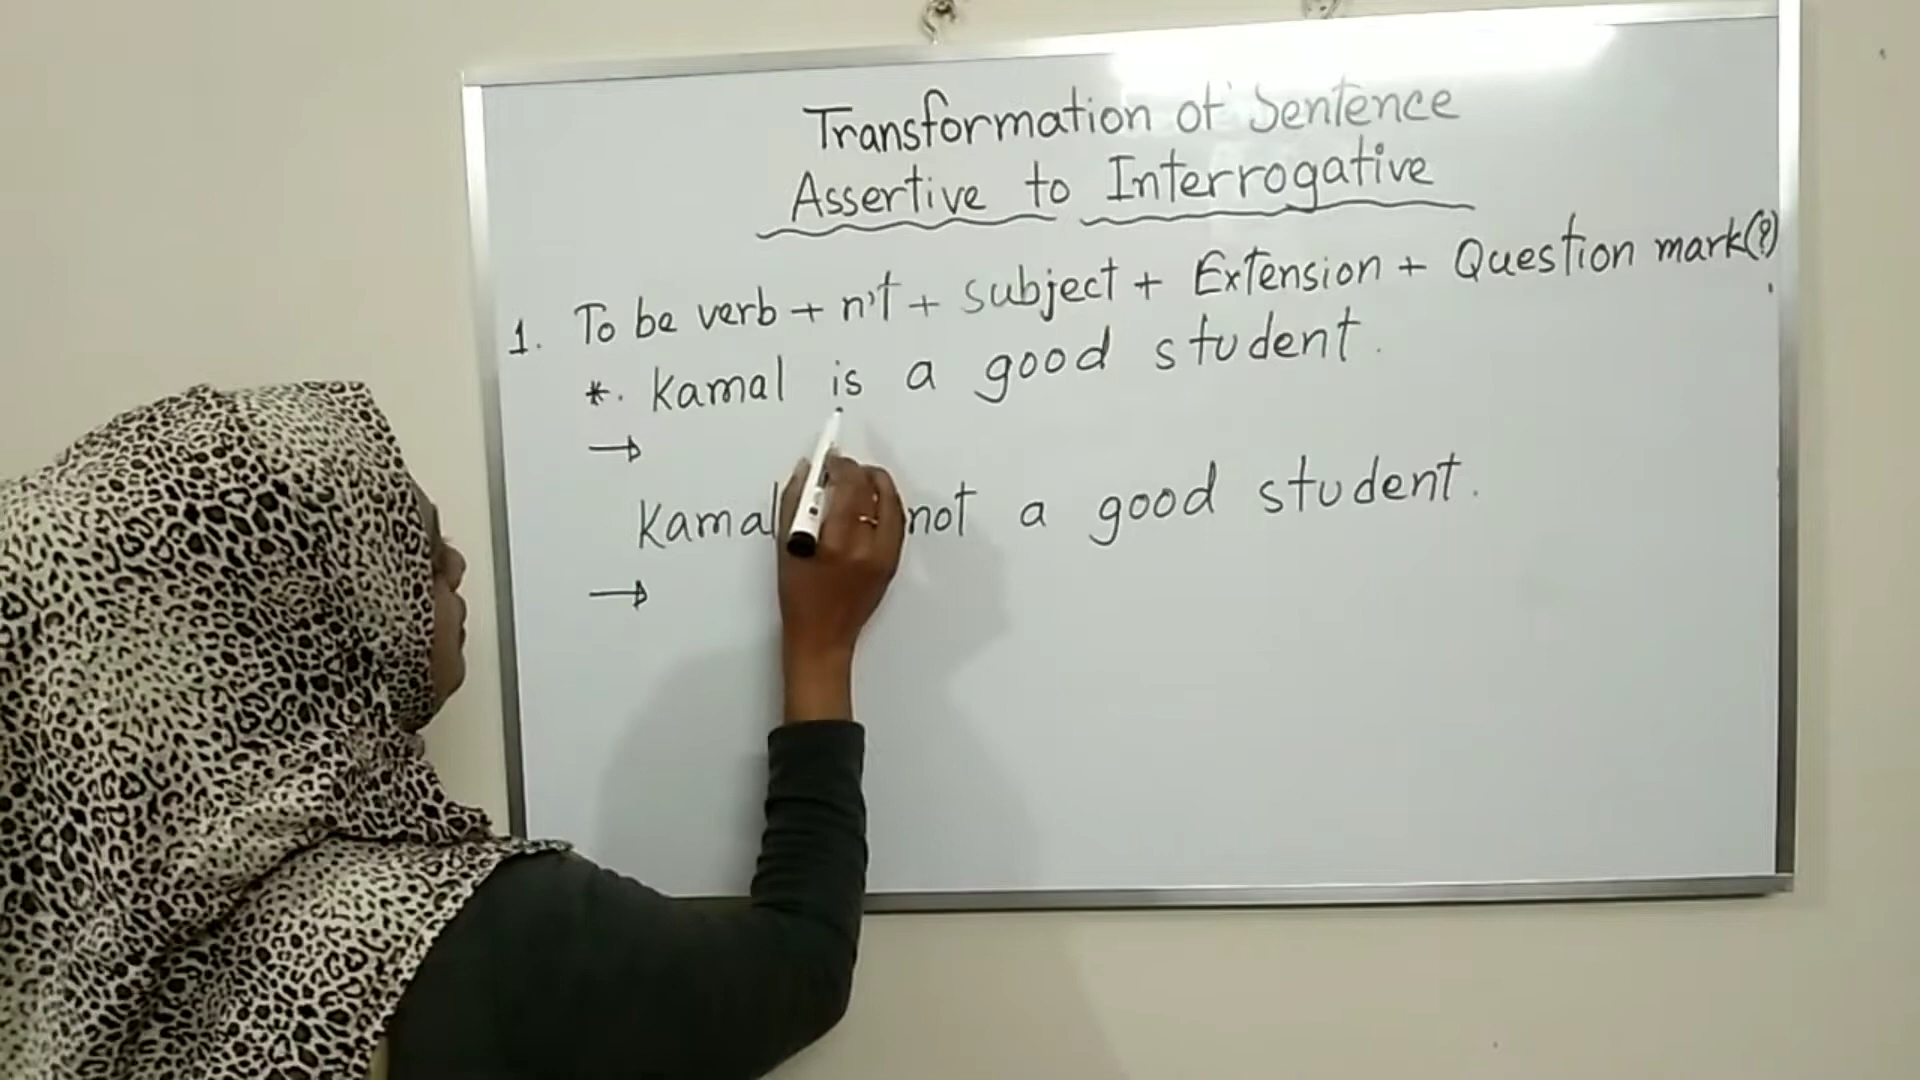 Transformation of Sentence
Assertive to Interrogative
1. To be verb + n't + subject + Extension + Question mark(?)
*. Kamal is a good student.
→
Kamal not a good student.
→